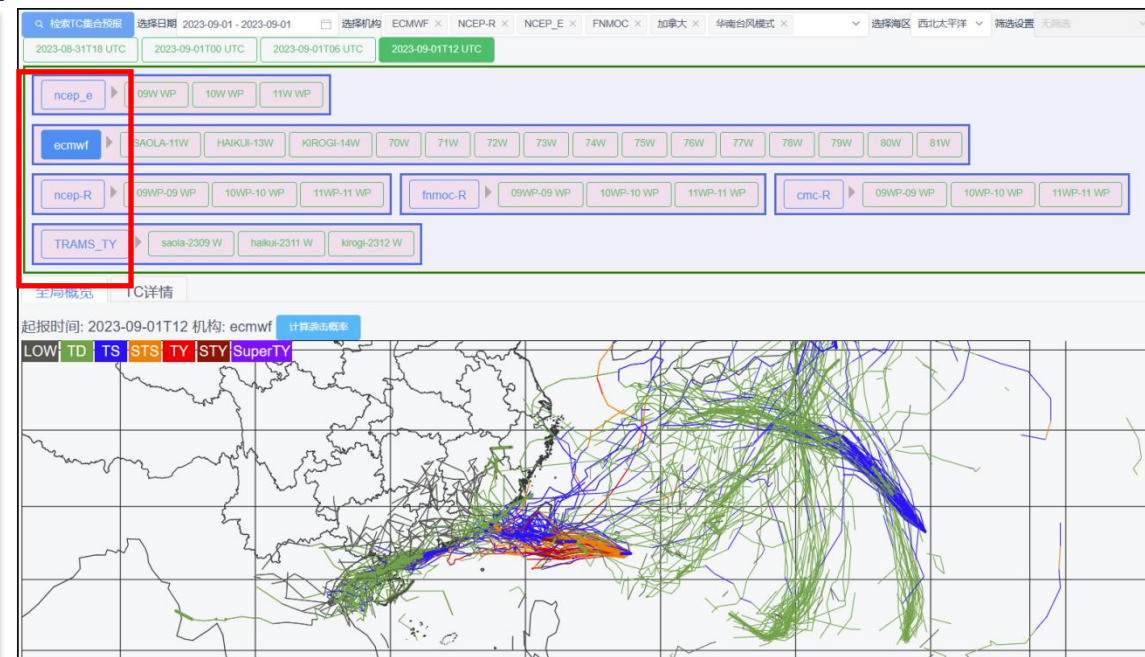 检索TC集合预报 选择日期 2023-09-01 - 2023-09-01 选择机构 ECMWF × NCEP-R × NCEP_E × FNMOC × 加拿大 × 华南台风模式 × 选择海区 西北太平洋 筛选设置 无筛选
2023-08-31T18 UTC 2023-09-01T00 UTC 2023-09-01T06 UTC 2023-09-01T12 UTC
ncep_e 09W WP 10W WP 11W WP
ecmwf SAOLA-11W HAIKUI-13W KIROGI-14W 70W 71W 72W 73W 74W 75W 76W 77W 78W 79W 80W 81W
ncep-R 09WP-09 WP 10WP-10 WP 11WP-11 WP fnmoc-R 09WP-09 WP 10WP-10 WP 11WP-11 WP cmc-R 09WP-09 WP 10WP-10 WP 11WP-11 WP
TRAMS_TY saola-2309 W haikui-2311 W kirogi-2312 W
全局概览 TC详情
起报时间: 2023-09-01T12 机构: ecmwf 计算袭击概率
LOW TD TS STS TY STY SuperTY